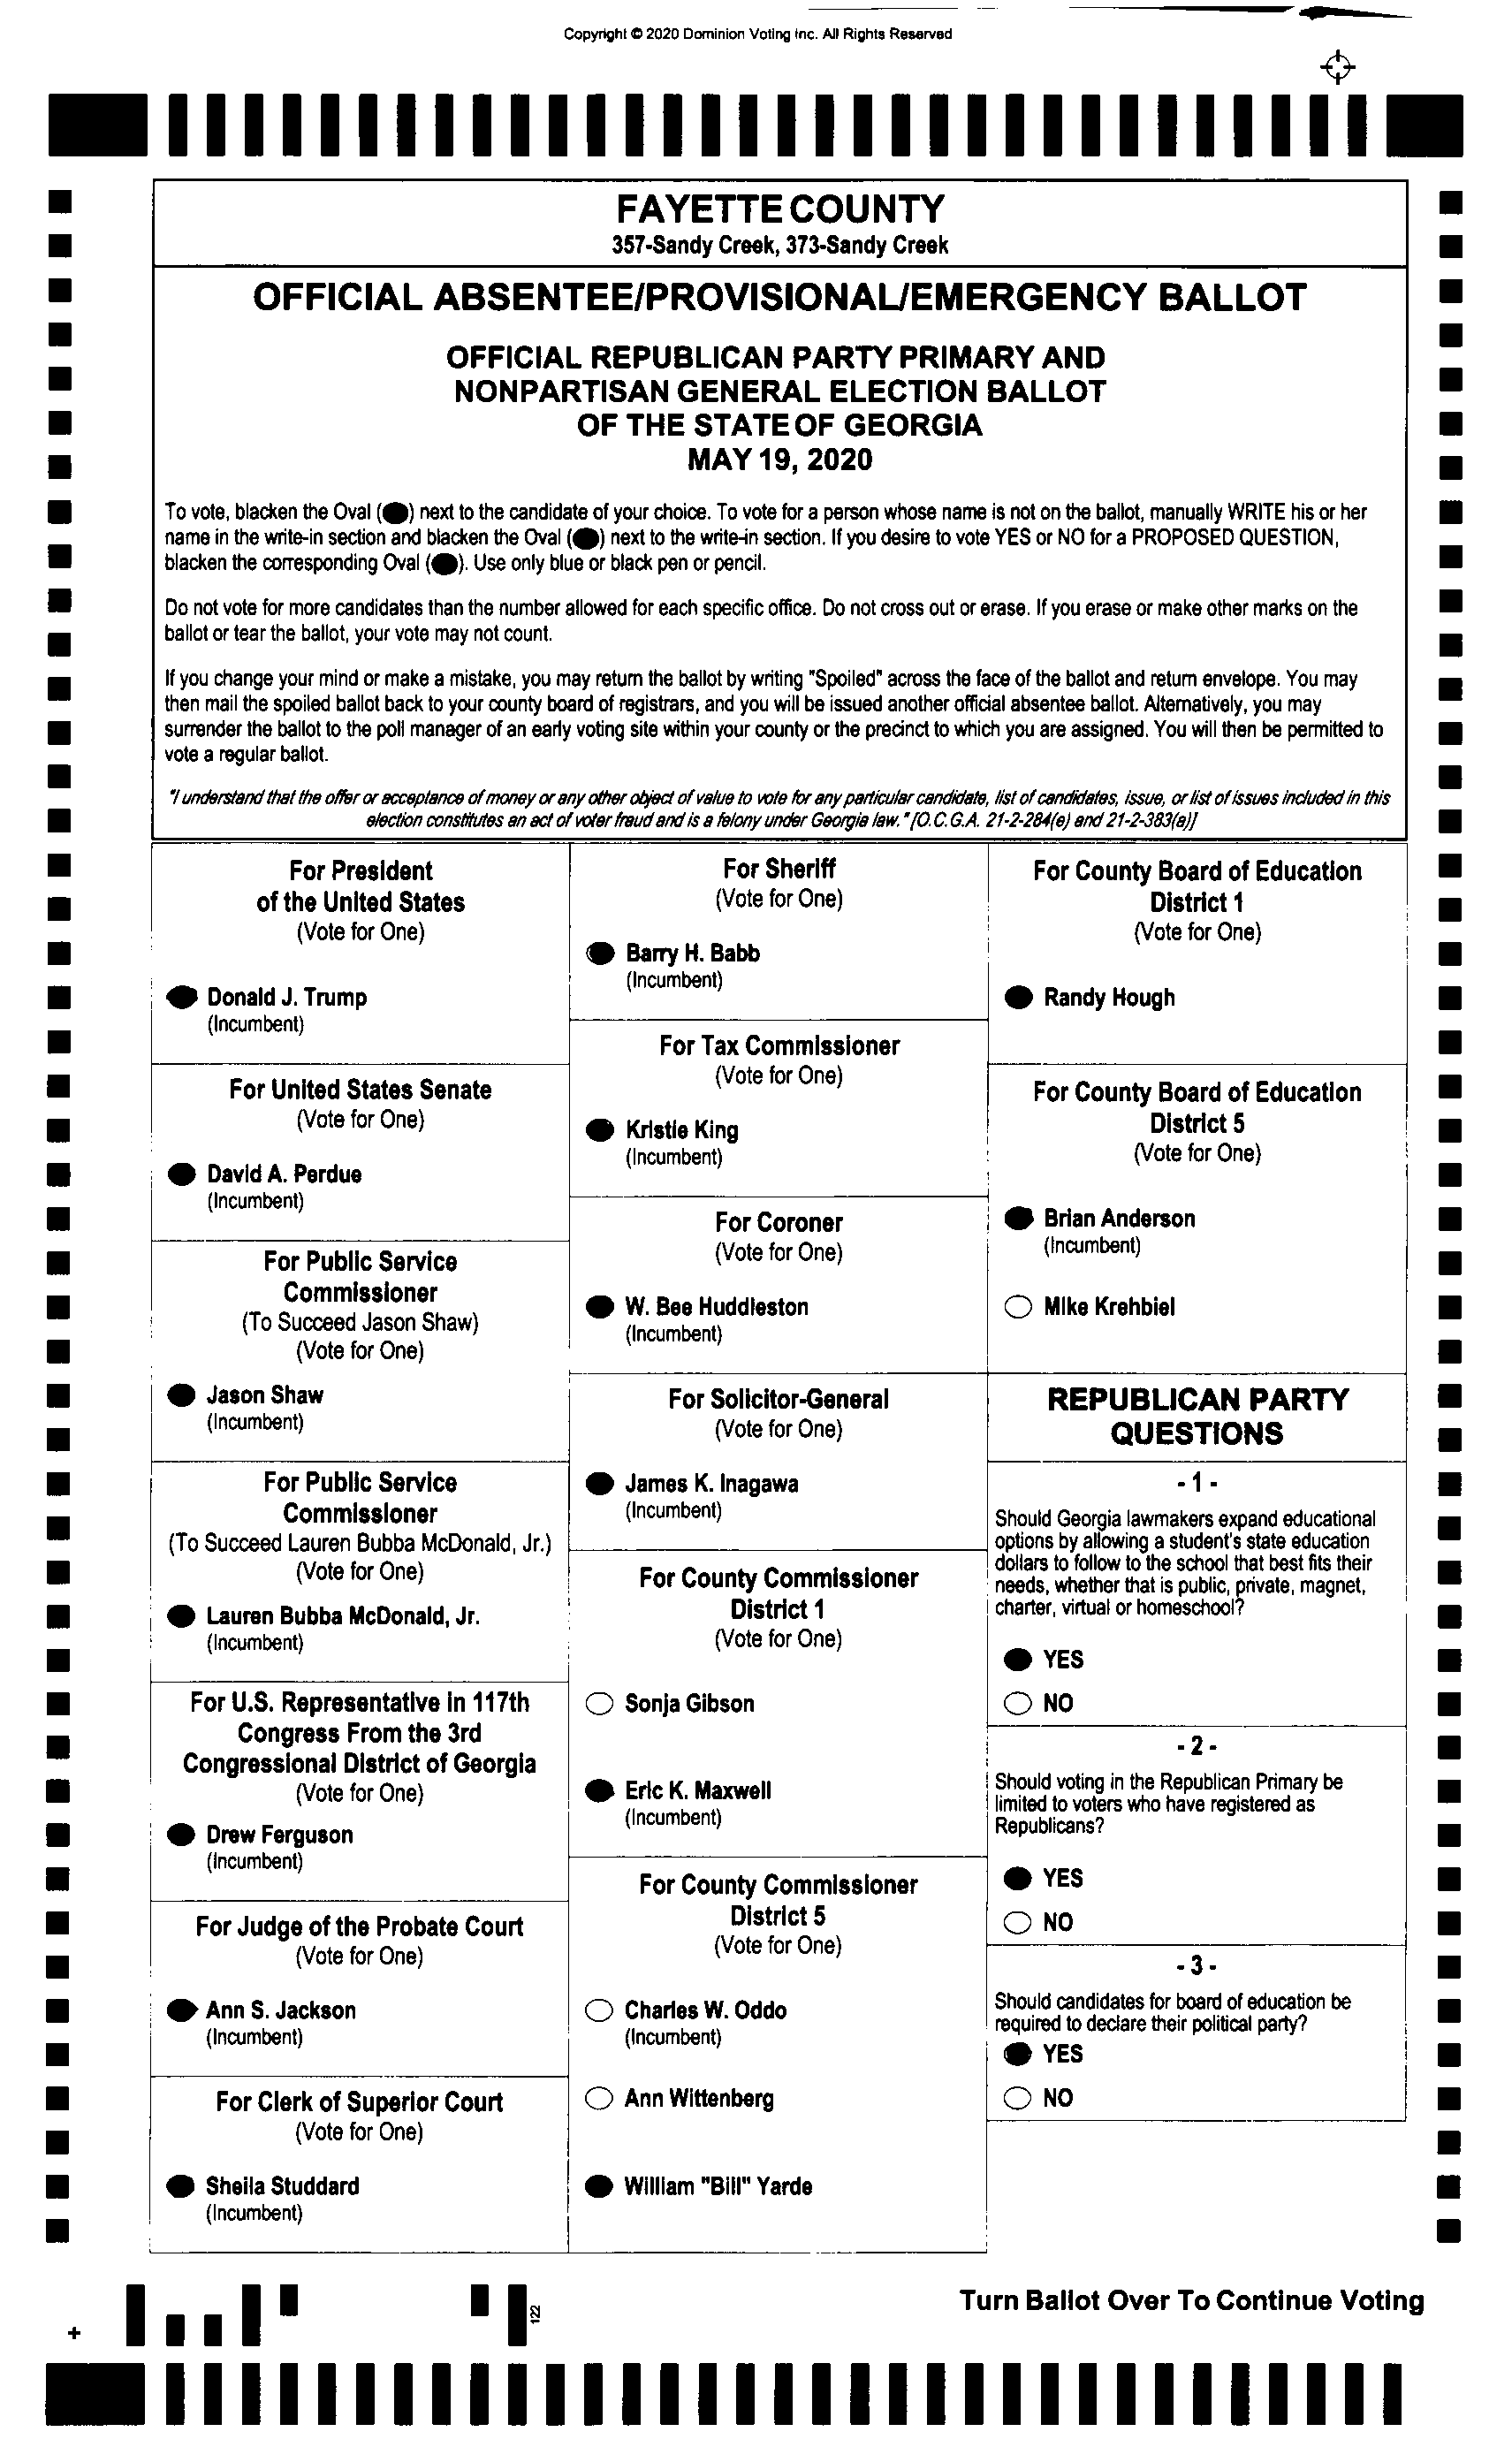 Copyright © 2020 Dominion Voting Inc. All Rights Reserved
FAYETTE COUNTY
357-Sandy Creek, 373-Sandy Creek
OFFICIAL ABSENTEE/PROVISIONAL/EMERGENCY BALLOT
OFFICIAL REPUBLICAN PARTY PRIMARY AND
NONPARTISAN GENERAL ELECTION BALLOT
OF THE STATE OF GEORGIA
MAY 19, 2020
To vote, blacken the Oval ( ) next to the candidate of your choice. To vote for a person whose name is not on the ballot, manually WRITE his or her
name in the write-in section and blacken the Oval ( ) next to the write-in section. If you desire to vote YES or NO for a PROPOSED QUESTION,
blacken the corresponding Oval ( ). Use only blue or black pen or pencil.
Do not vote for more candidates than the number allowed for each specific office. Do not cross out or erase. If you erase or make other marks on the
ballot or tear the ballot, your vote may not count.
If you change your mind or make a mistake, you may return the ballot by writing "Spoiled" across the face of the ballot and return envelope. You may
then mail the spoiled ballot back to your county board of registrars, and you will be issued another official absentee ballot. Alternatively, you may
surrender the ballot to the poll manager of an early voting site within your county or the precinct to which you are assigned. You will then be permitted to
vote a regular ballot.
"I understand that the offer or acceptance of money or any other object of value to vote for any particular candidate, list of candidates, issue, or list of issues included in this
election constitutes an act of voter fraud and is a felony under Georgia law." [O.C.G.A. 21-2-284(e) and 21-2-383(a)]
For President
of the United States
(Vote for One)
Donald J. Trump
(Incumbent)
For United States Senate
(Vote for One)
David A. Perdue
(Incumbent)
For Public Service
Commissioner
(To Succeed Jason Shaw)
(Vote for One)
Jason Shaw
(Incumbent)
For Public Service
Commissioner
(To Succeed Lauren Bubba McDonald, Jr.)
(Vote for One)
Lauren Bubba McDonald, Jr.
(Incumbent)
For U.S. Representative in 117th
Congress From the 3rd
Congressional District of Georgia
(Vote for One)
Drew Ferguson
(Incumbent)
For Judge of the Probate Court
(Vote for One)
Ann S. Jackson
(Incumbent)
For Clerk of Superior Court
(Vote for One)
Sheila Studdard
(Incumbent)
For Sheriff
(Vote for One)
Barry H. Babb
(Incumbent)
For Tax Commissioner
(Vote for One)
Kristie King
(Incumbent)
For Coroner
(Vote for One)
W. Bee Huddleston
(Incumbent)
For Solicitor-General
(Vote for One)
James K. Inagawa
(Incumbent)
For County Commissioner
District 1
(Vote for One)
Sonja Gibson
Eric K. Maxwell
(Incumbent)
For County Commissioner
District 5
(Vote for One)
Charles W. Oddo
(Incumbent)
Ann Wittenberg
William "Bill" Yarde
For County Board of Education
District 1
(Vote for One)
Randy Hough
For County Board of Education
District 5
(Vote for One)
Brian Anderson
(Incumbent)
Mike Krehbiel
REPUBLICAN PARTY
QUESTIONS
- 1 -
Should Georgia lawmakers expand educational
options by allowing a student's state education
dollars to follow to the school that best fits their
needs, whether that is public, private, magnet,
charter, virtual or homeschool?
YES
NO
- 2 -
Should voting in the Republican Primary be
limited to voters who have registered as
Republicans?
YES
NO
- 3 -
Should candidates for board of education be
required to declare their political party?
YES
NO
122
Turn Ballot Over To Continue Voting